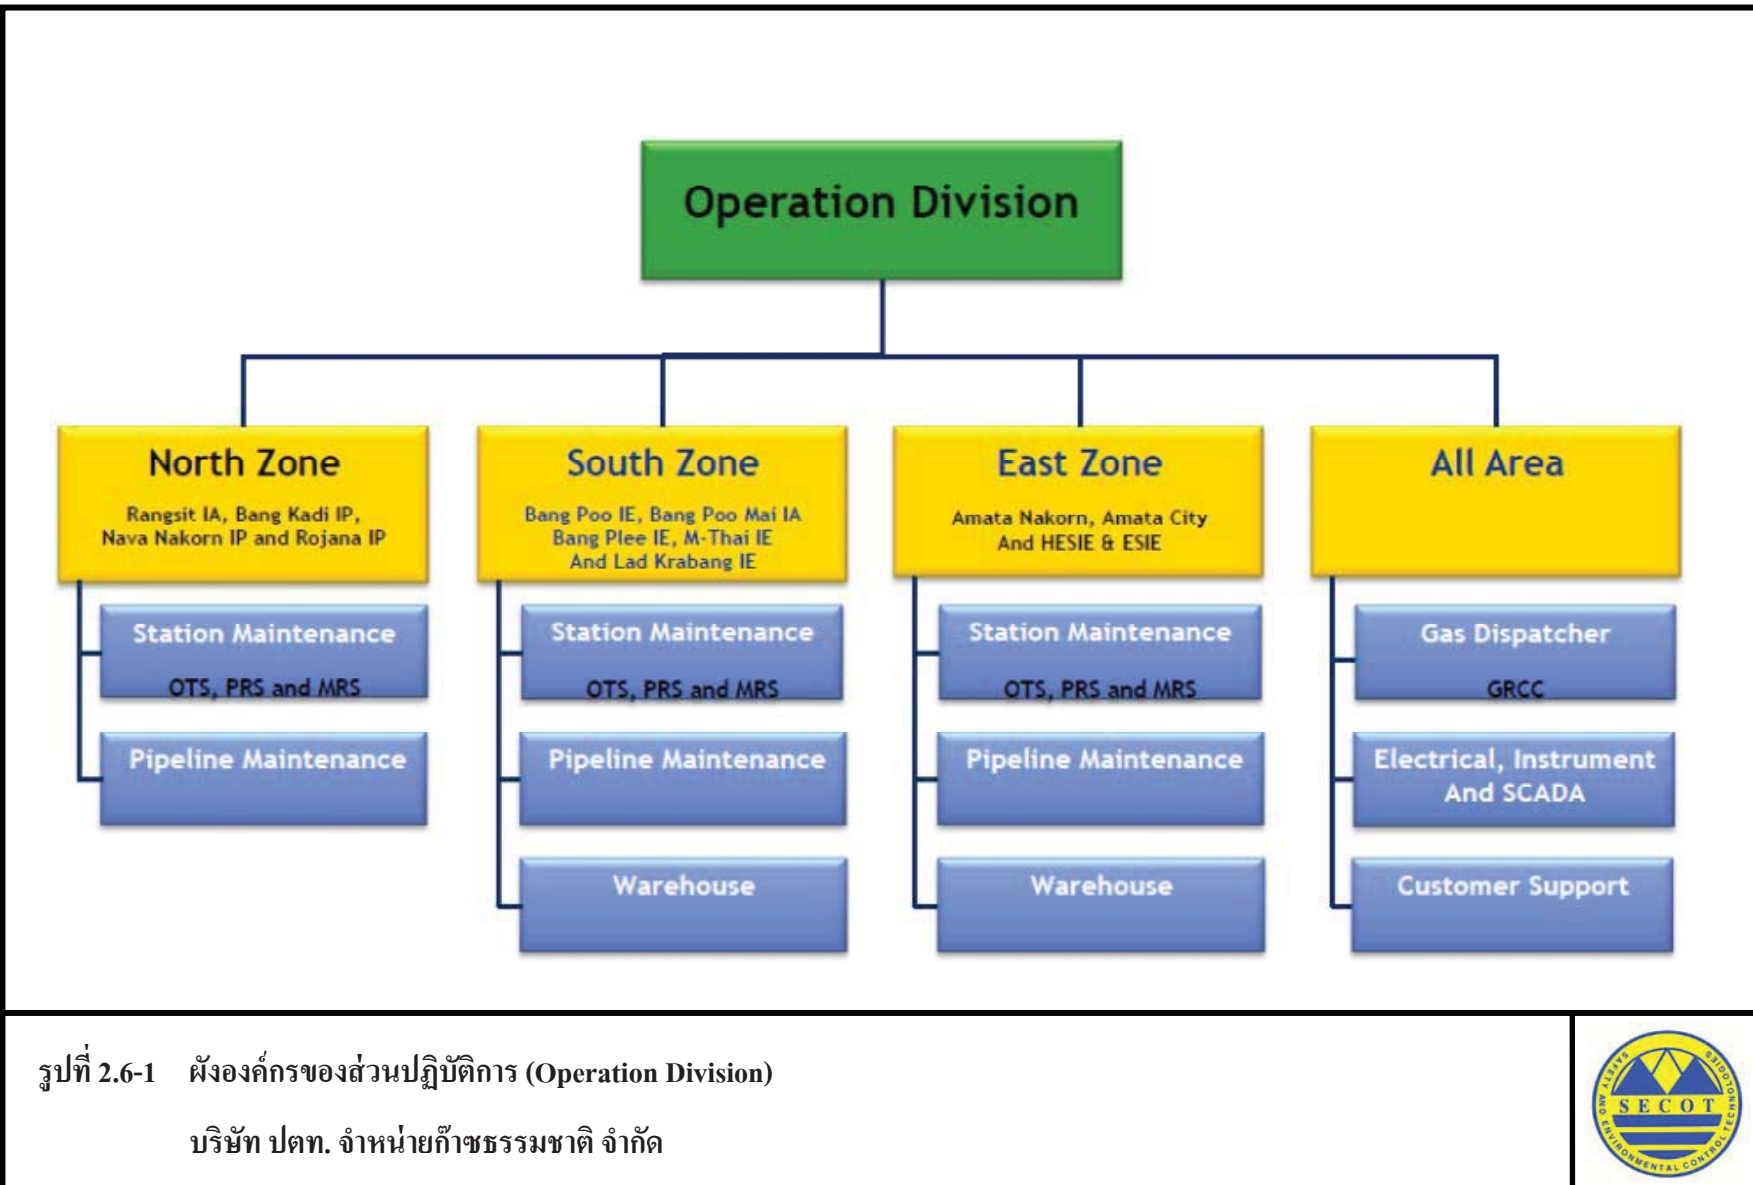 Operation Division
North Zone
Rangsit IA, Bang Kadi IP,
Nava Nakorn IP and Rojana IP
Station Maintenance
OTS, PRS and MRS
Pipeline Maintenance
South Zone
Bang Poo IE, Bang Poo Mai IA
Bang Plee IE, M-Thai IE
And Lad Krabang IE
Station Maintenance
OTS, PRS and MRS
Pipeline Maintenance
Warehouse
East Zone
Amata Nakorn, Amata City
And HESIE & ESIE
Station Maintenance
OTS, PRS and MRS
Pipeline Maintenance
Warehouse
All Area
Gas Dispatcher
GRCC
Electrical, Instrument
And SCADA
Customer Support
รูปที่ 2.6-1 ผังองค์กรของส่วนปฏิบัติการ (Operation Division)
บริษัท ปตท. จำหน่ายก๊าซธรรมชาติ จำกัด
SECOT
SAFETY AND ENVIRONMENTAL CONTROL TECHNOLOGIES